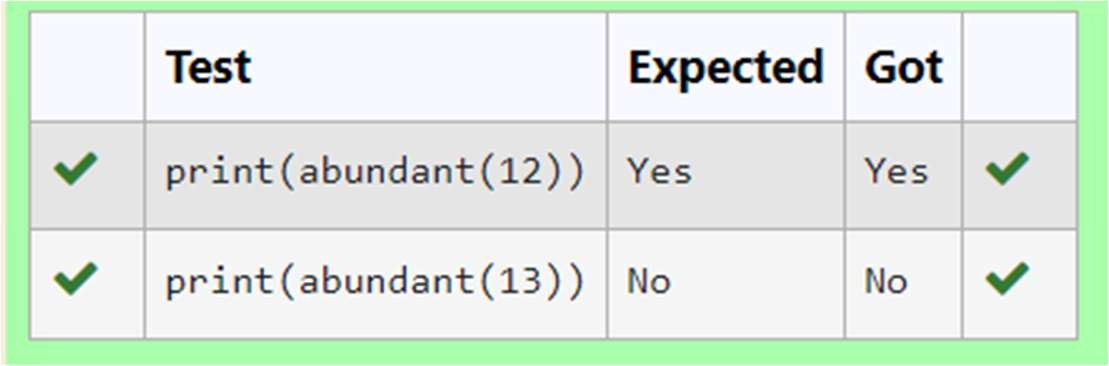 Test Expected Got
print(abundant(12)) Yes Yes
print(abundant(13)) No No